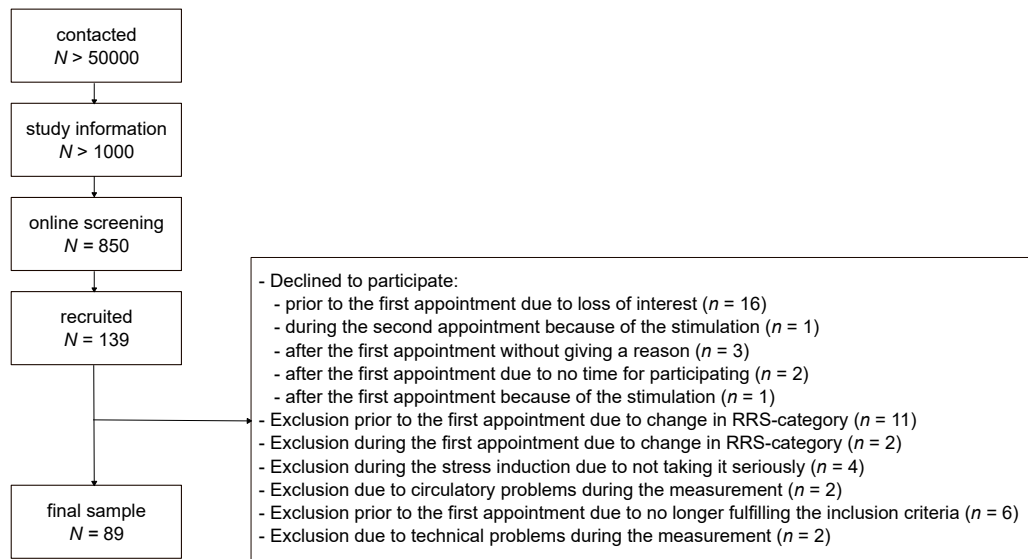 contacted
N > 50000
study information
N > 1000
online screening
N = 850
recruited
N = 139
- Declined to participate:
- prior to the first appointment due to loss of interest (n = 16)
- during the second appointment because of the stimulation (n = 1)
- after the first appointment without giving a reason (n = 3)
- after the first appointment due to no time for participating (n = 2)
- after the first appointment because of the stimulation (n = 1)
- Exclusion prior to the first appointment due to change in RRS-category (n = 11)
- Exclusion during the first appointment due to change in RRS-category (n = 2)
- Exclusion during the stress induction due to not taking it seriously (n = 4)
- Exclusion due to circulatory problems during the measurement (n = 2)
- Exclusion prior to the first appointment due to no longer fulfilling the inclusion criteria (n = 6)
- Exclusion due to technical problems during the measurement (n = 2)
final sample
N = 89